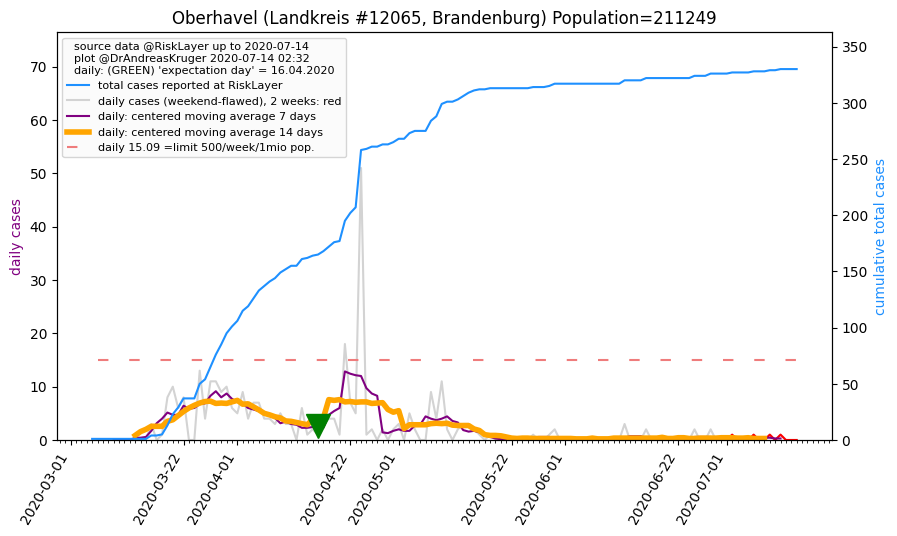 Oberhavel (Landkreis #12065, Brandenburg) Population=211249
source data @RiskLayer up to 2020-07-14
plot @DrAndreasKruger 2020-07-14 02:32
daily: (GREEN) 'expectation day' = 16.04.2020
total cases reported at RiskLayer
daily cases (weekend-flawed), 2 weeks: red
daily: centered moving average 7 days
daily: centered moving average 14 days
daily 15.09 =limit 500/week/1mio pop.
daily cases
70
60
50
40
30
20
10
0
cumulative total cases
350
300
250
200
150
100
50
0
2020-03-01
2020-03-22
2020-04-01
2020-04-22
2020-05-01
2020-05-22
2020-06-01
2020-06-22
2020-07-01